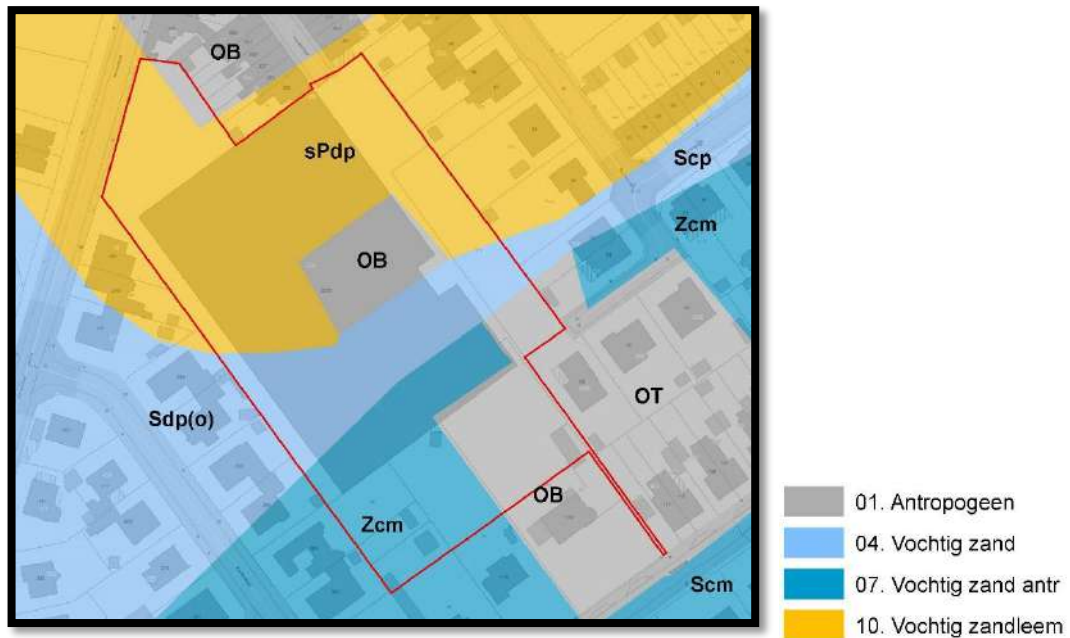 OB
sPdp
Scp
Zcm
OB
OT
Sdp(o)
OB
Zcm
Scm
01. Antropogeen
04. Vochtig zand
07. Vochtig zand antr
10. Vochtig zandleem